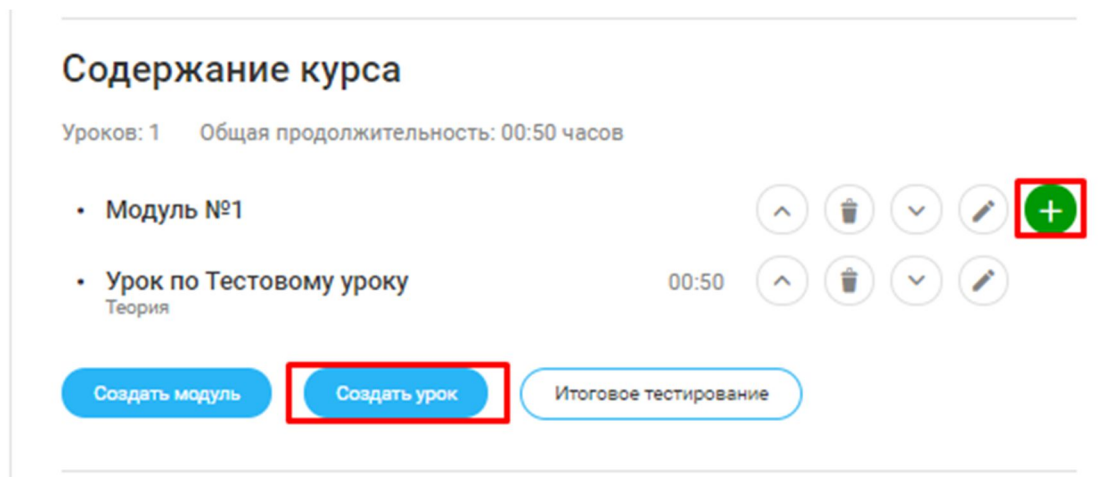 Содержание курса
Уроков: 1 Общая продолжительность: 00:50 часов
• Модуль №1
• Урок по Тестовому уроку 00:50
Теория
Создать модуль Создать урок Итоговое тестирование